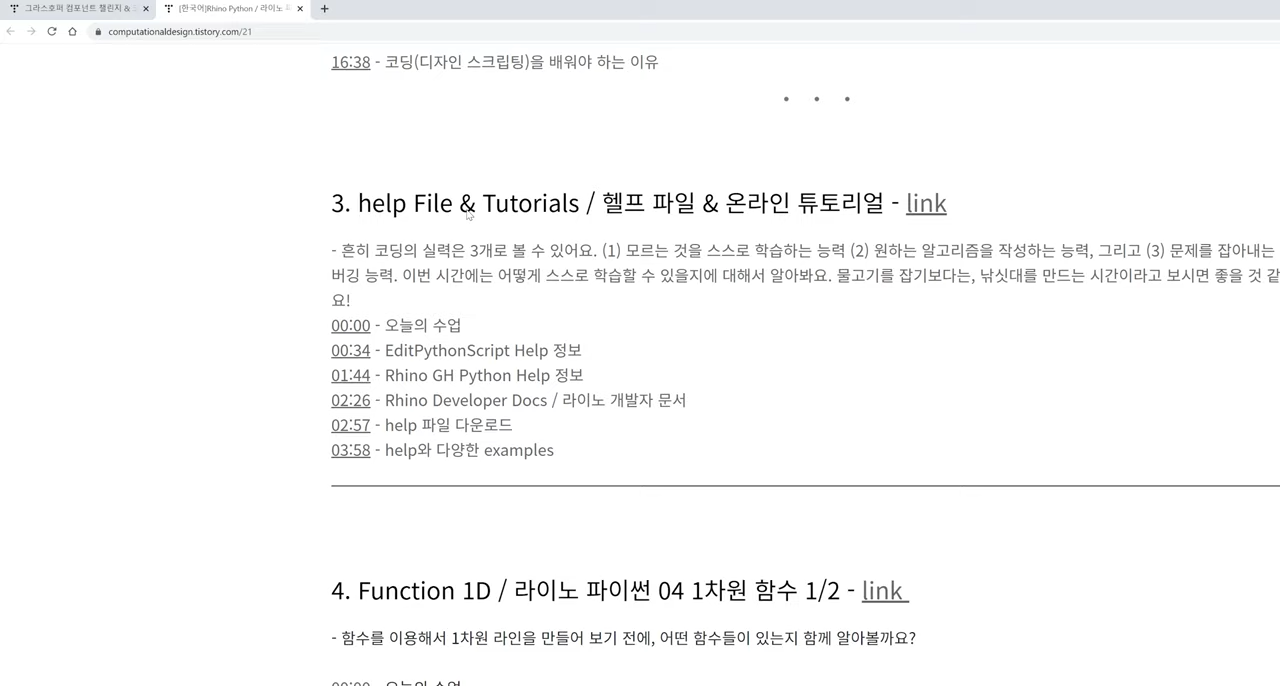 그라스호퍼 컴포넌트 챌린지 &
[한국어]Rhino Python / 라이노 파
computationaldesign.tistory.com/21
16:38 - 코딩(디자인 스크립팅)을 배워야 하는 이유
• • •
3. help File & Tutorials / 헬프 파일 & 온라인 튜토리얼 - link
- 흔히 코딩의 실력은 3개로 볼 수 있어요. (1) 모르는 것을 스스로 학습하는 능력 (2) 원하는 알고리즘을 작성하는 능력, 그리고 (3) 문제를 잡아내는
버깅 능력. 이번 시간에는 어떻게 스스로 학습할 수 있을지에 대해서 알아봐요. 물고기를 잡기보다는, 낚싯대를 만드는 시간이라고 보시면 좋을 것 같
요!
00:00 - 오늘의 수업
00:34 - EditPythonScript Help 정보
01:44 - Rhino GH Python Help 정보
02:26 - Rhino Developer Docs / 라이노 개발자 문서
02:57 - help 파일 다운로드
03:58 - help와 다양한 examples
4. Function 1D / 라이노 파이썬 04 1차원 함수 1/2 - link
- 함수를 이용해서 1차원 라인을 만들어 보기 전에, 어떤 함수들이 있는지 함께 알아볼까요?
00:00 - 오늘의 수업